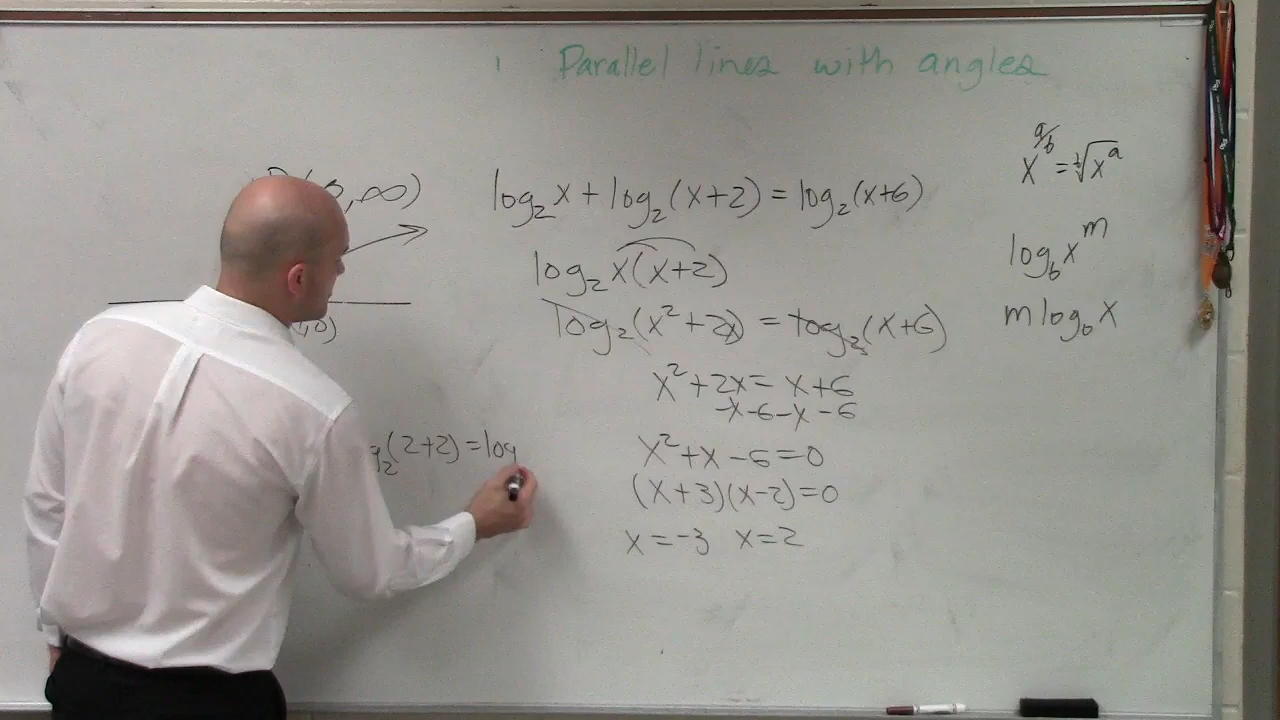 Parallel lines with angles
, ∞)
log₂x + log₂(x+2) = log₂(x+6)
log₂x(x+2)
,0)
log₂(x²+2x) = log₂(x+6)
x²+2x = x+6
-x-6 -x -6
g₂(2+2) = log
x²+x-6=0
(x+3)(x-2)=0
x=-3 x=2
x^(a/b) = ᵇ√(x^a)
log_b x^m
m log_b x